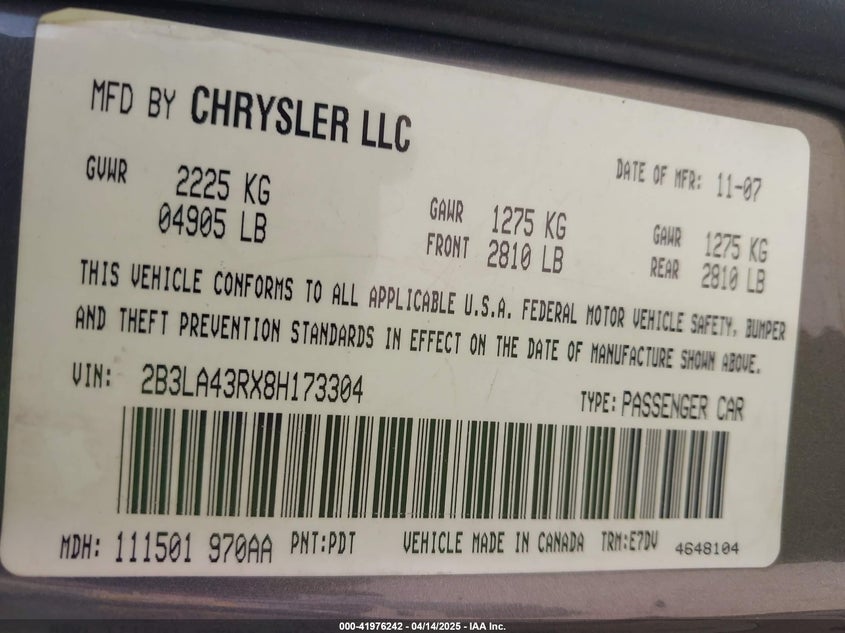 MFD BY CHRYSLER LLC
DATE OF MFR: 11-07
GVWR 2225 KG
04905 LB
GAWR 1275 KG
FRONT 2810 LB
GAWR 1275 KG
REAR 2810 LB
THIS VEHICLE CONFORMS TO ALL APPLICABLE U.S.A. FEDERAL MOTOR VEHICLE SAFETY, BUMPER
AND THEFT PREVENTION STANDARDS IN EFFECT ON THE DATE OF MANUFACTURE SHOWN ABOVE.
VIN: 2B3LA43RX8H173304
TYPE: PASSENGER CAR
MDH: 111501 970AA PNT:PDT VEHICLE MADE IN CANADA TRM:E7DV 4648104
000-41976242 - 04/14/2025 - IAA Inc.